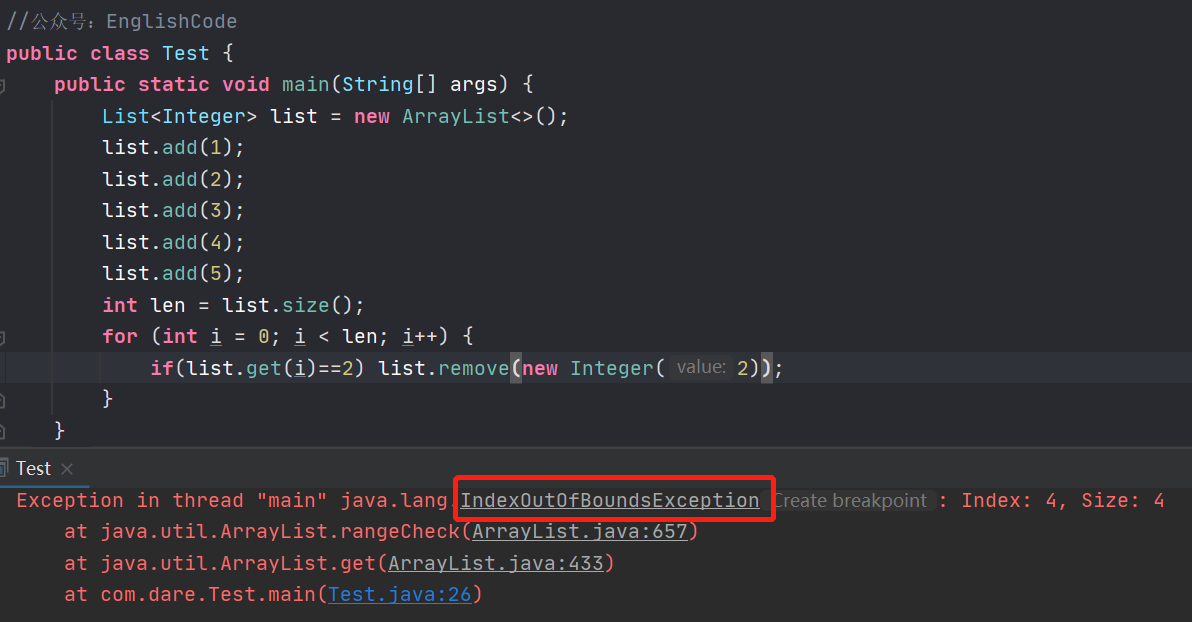 //公众号：EnglishCode
public class Test {
    public static void main(String[] args) {
        List<Integer> list = new ArrayList<>();
        list.add(1);
        list.add(2);
        list.add(3);
        list.add(4);
        list.add(5);
        int len = list.size();
        for (int i = 0; i < len; i++) {
            if(list.get(i)==2) list.remove(new Integer( value: 2));
        }
    }
Test ×
Exception in thread "main" java.lang.IndexOutOfBoundsException Create breakpoint : Index: 4, Size: 4
    at java.util.ArrayList.rangeCheck(ArrayList.java:657)
    at java.util.ArrayList.get(ArrayList.java:433)
    at com.dare.Test.main(Test.java:26)